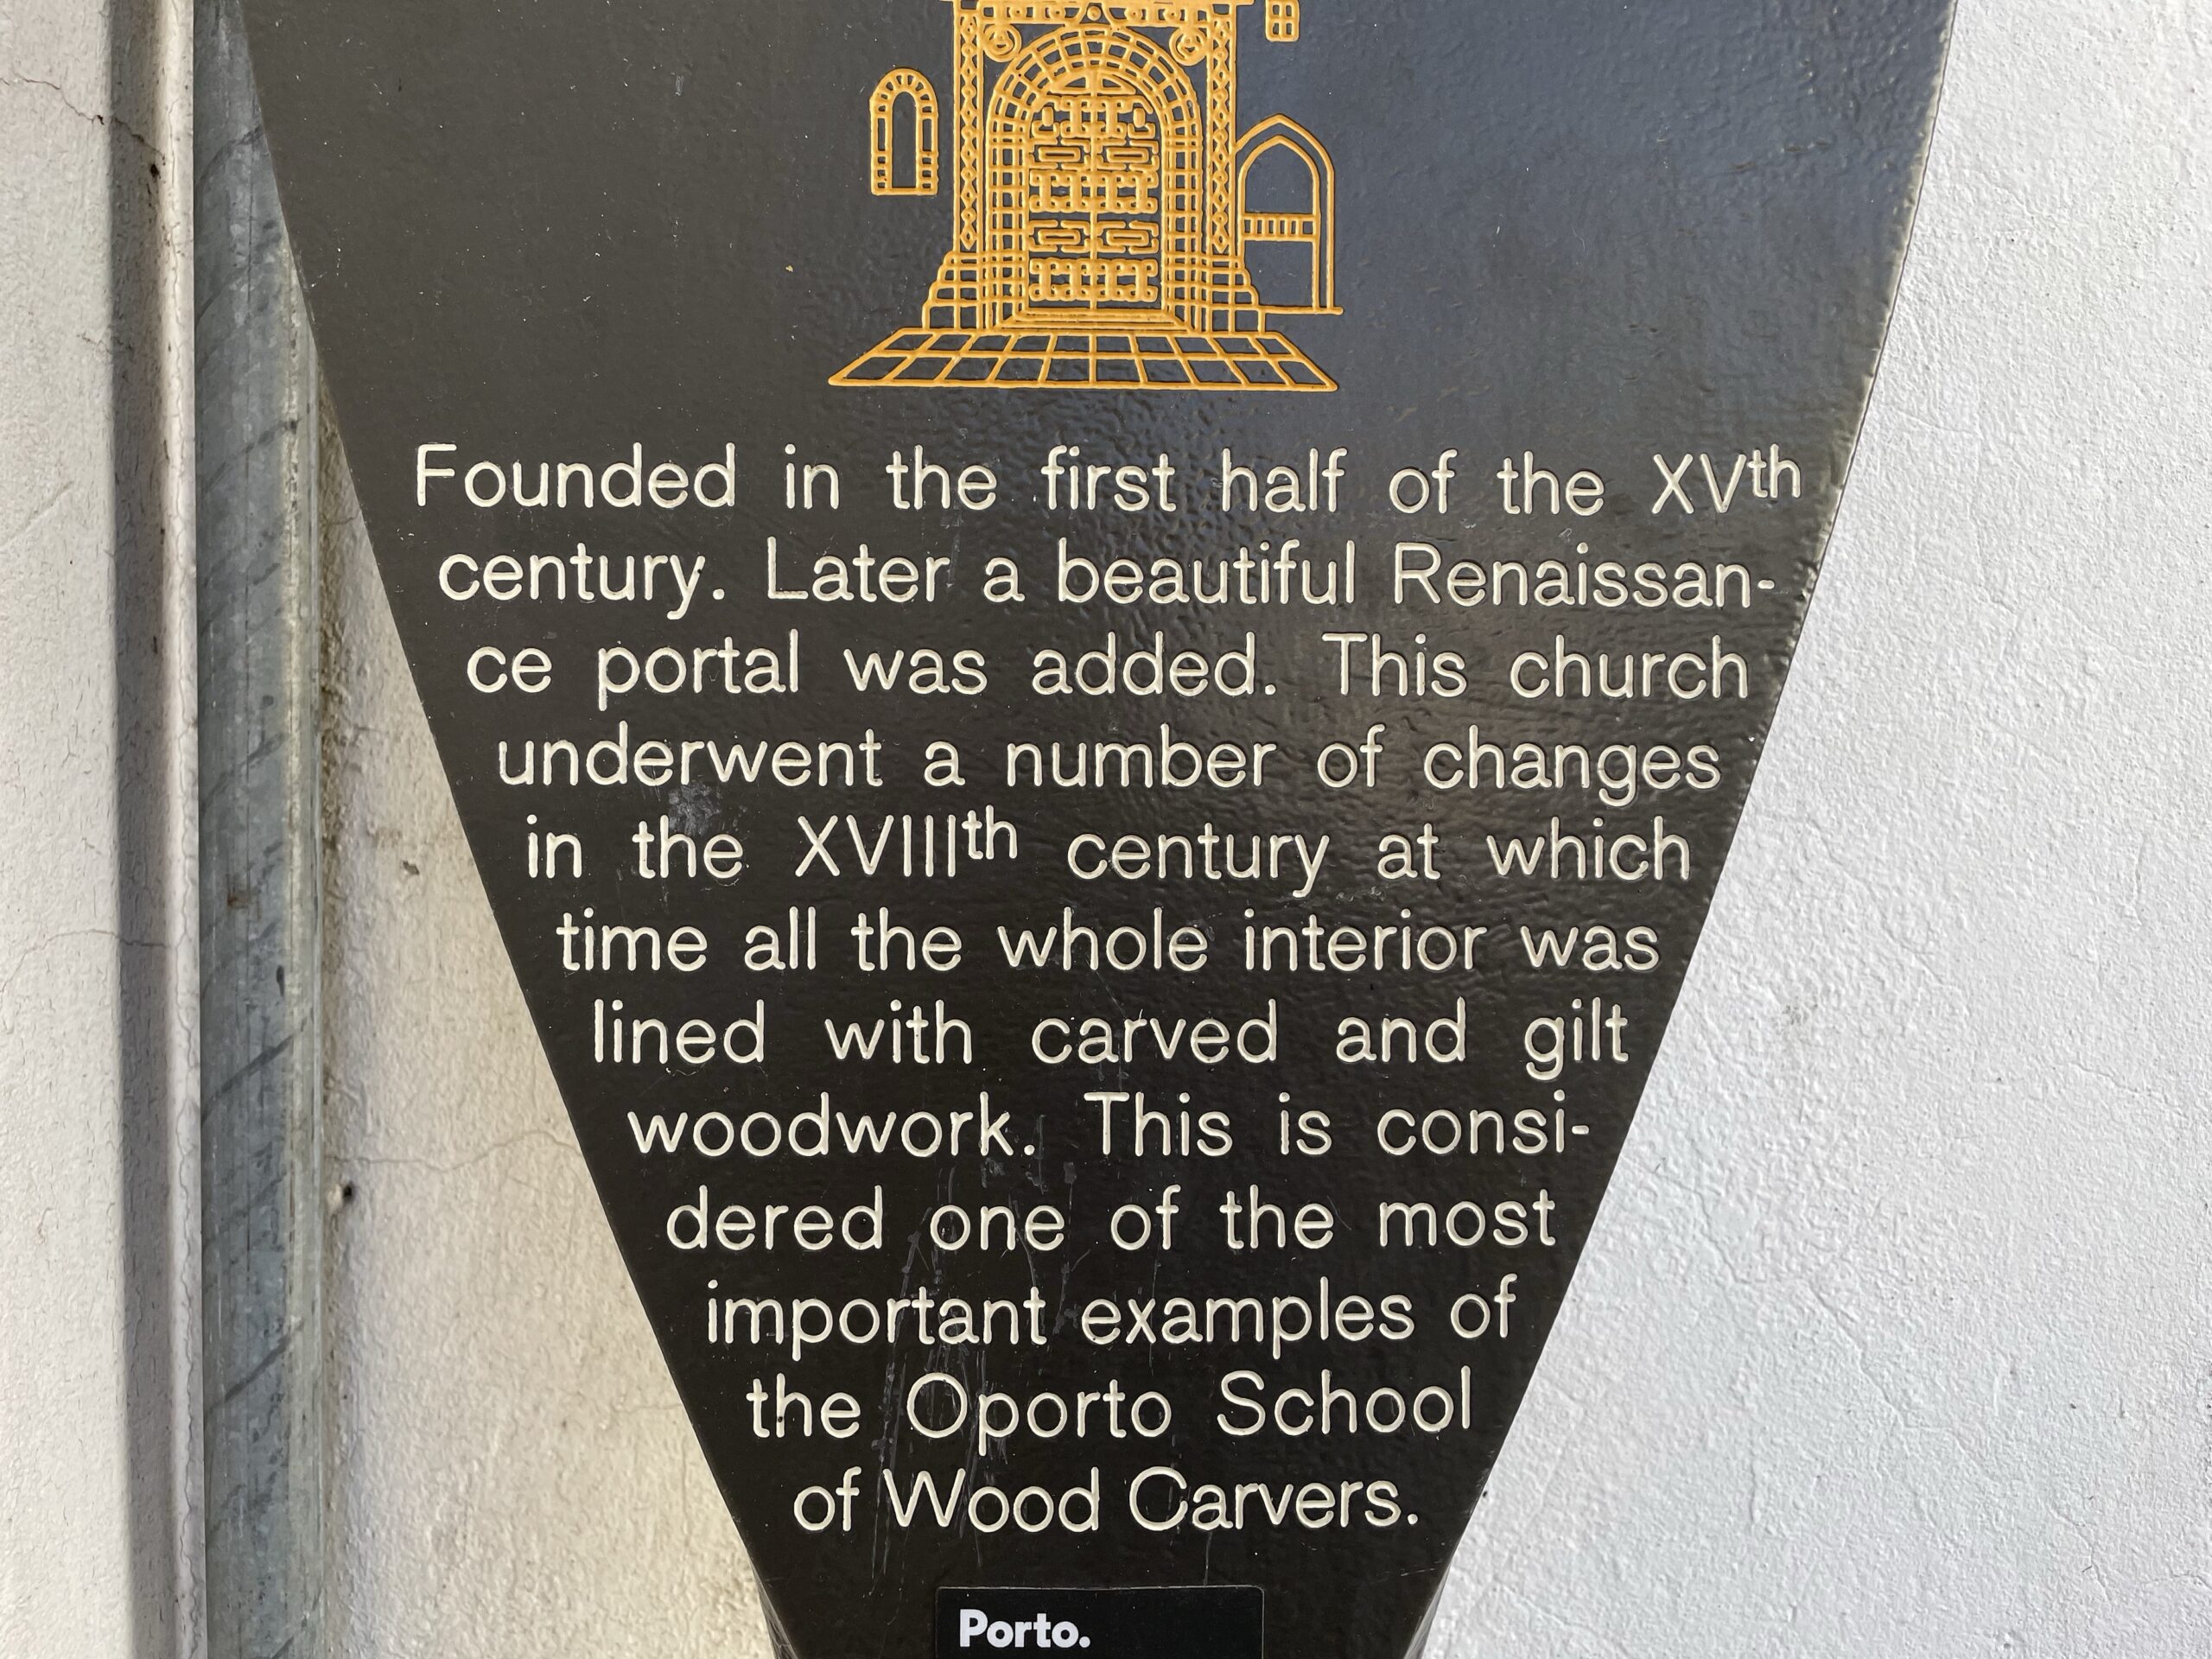 Founded in the first half of the XVth
century. Later a beautiful Renaissan-
ce portal was added. This church
underwent a number of changes
in the XVIIIth century at which
time all the whole interior was
lined with carved and gilt
woodwork. This is consi-
dered one of the most
important examples of
the Oporto School
of Wood Carvers.
Porto.